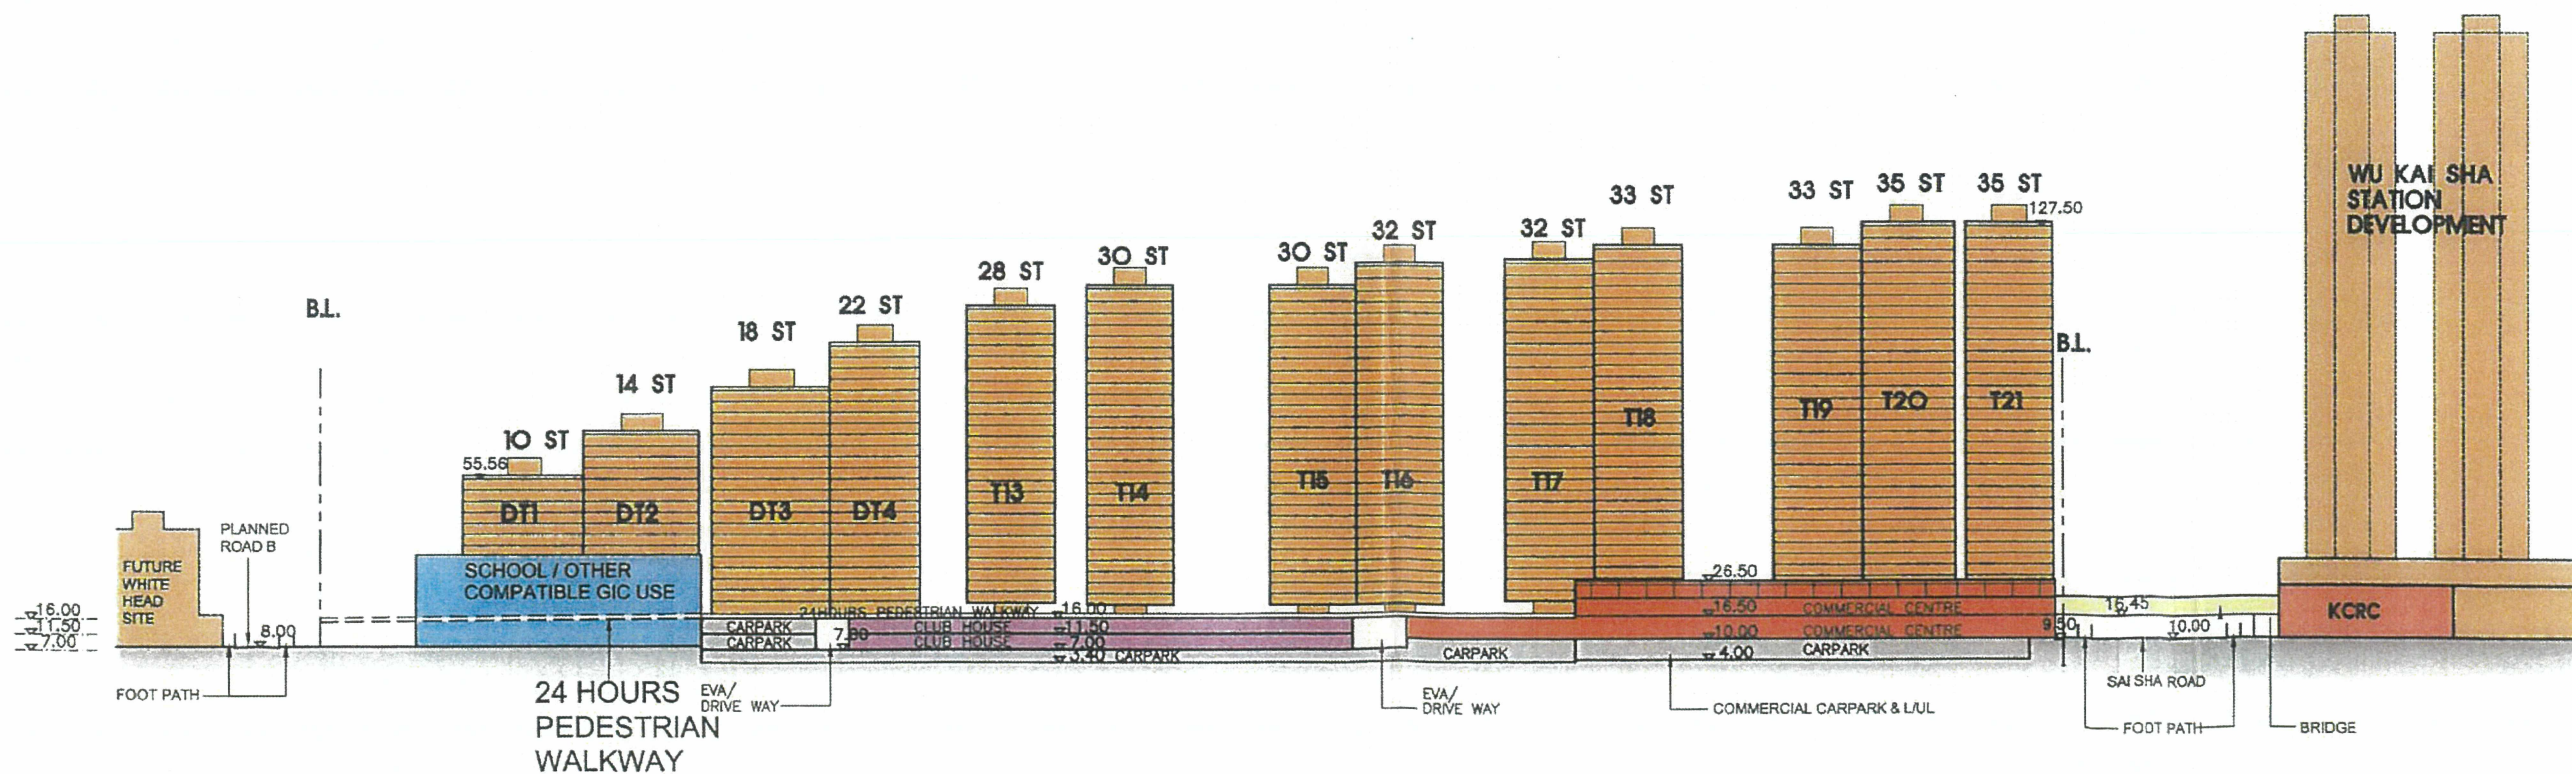 WU KAI SHA
STATION
DEVELOPMENT
33 ST
33 ST
35 ST
35 ST
127.50
32 ST
32 ST
30 ST
30 ST
28 ST
22 ST
18 ST
14 ST
10 ST
55.56
B.L.
B.L.
T18
T19
T20
T21
T15
T16
T17
T13
T14
DT1
DT2
DT3
DT4
PLANNED
ROAD B
FUTURE
WHITE
HEAD
SITE
SCHOOL / OTHER
COMPATIBLE GIC USE
26.50
16.00
11.50
7.00
8.00
24HOURS PEDESTRIAN WALKWAY
16.00
CARPARK
CLUB HOUSE
11.50
CARPARK
CLUB HOUSE
7.00
3.40 CARPARK
CARPARK
16.50 COMMERCIAL CENTRE
10.00 COMMERCIAL CENTRE
4.00 CARPARK
9.50
16.45
10.00
KCRC
FOOT PATH
24 HOURS
PEDESTRIAN
WALKWAY
EVA/
DRIVE WAY
EVA/
DRIVE WAY
COMMERCIAL CARPARK & L/UL
SAI SHA ROAD
FOOT PATH
BRIDGE